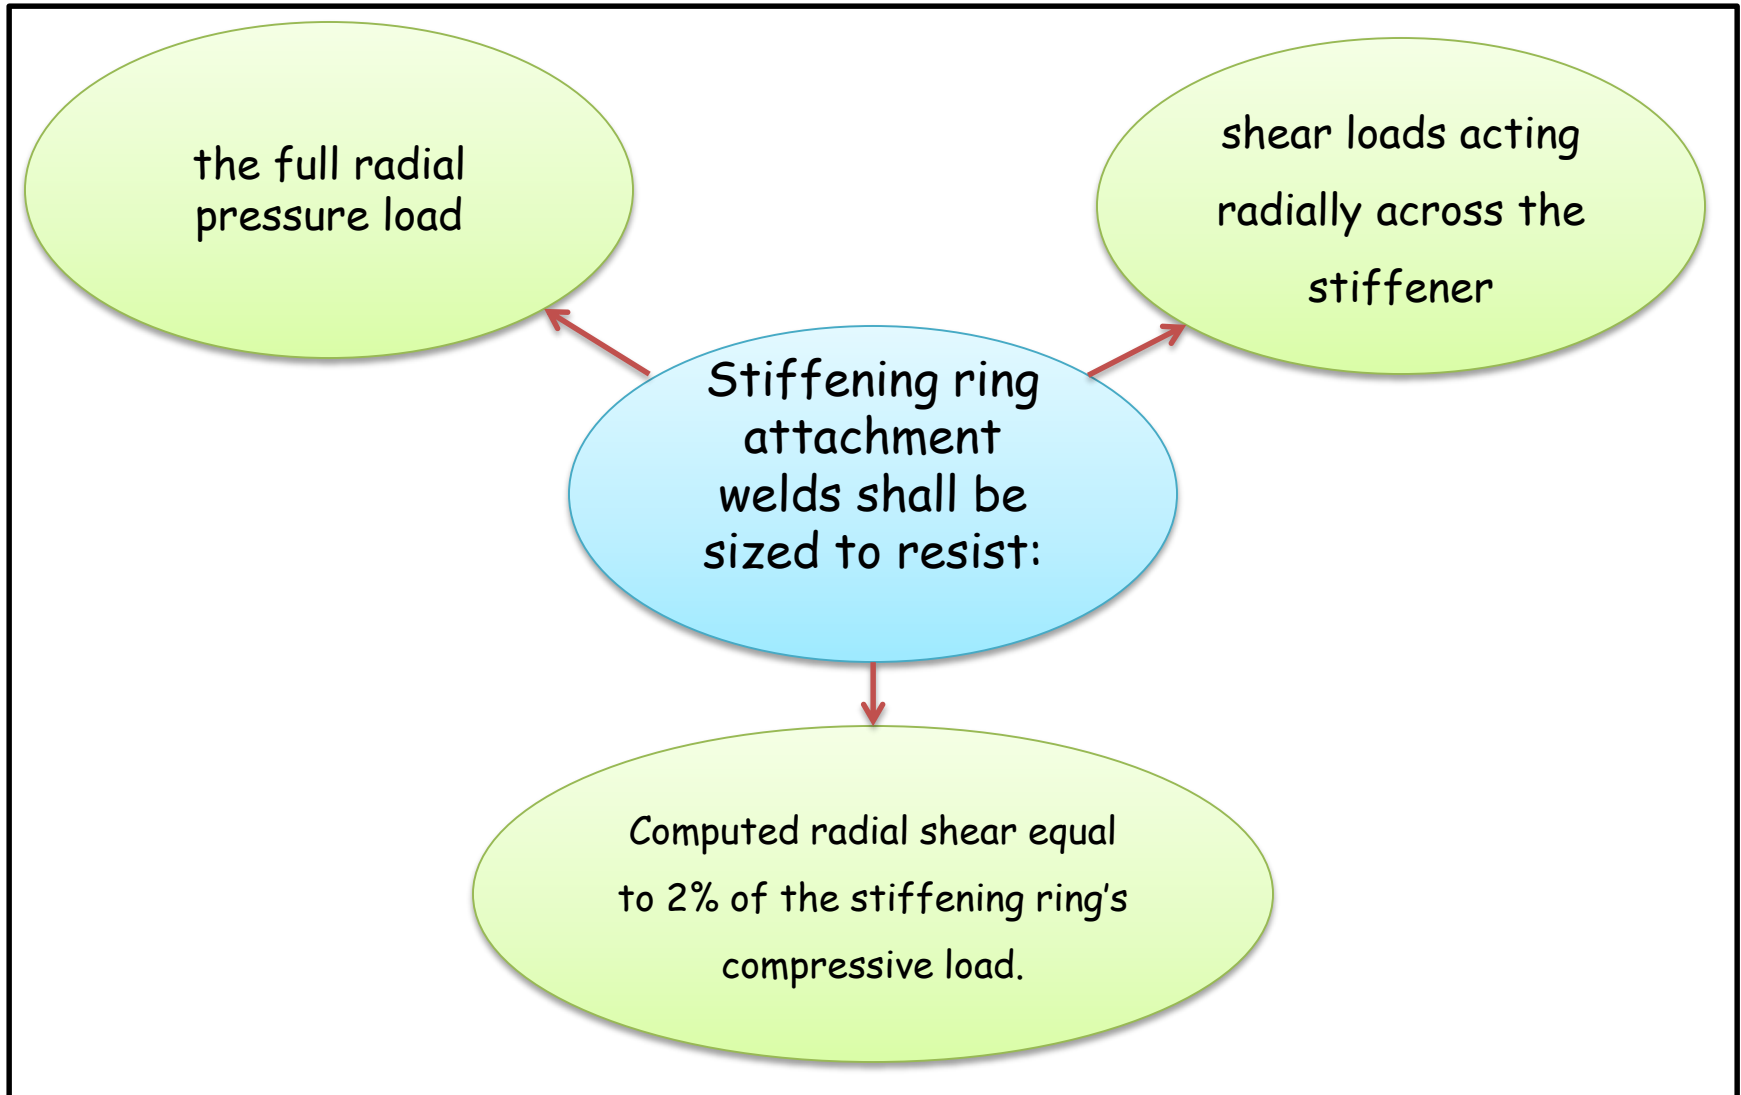 the full radial
pressure load
shear loads acting
radially across the
stiffener
Stiffening ring
attachment
welds shall be
sized to resist:
Computed radial shear equal
to 2% of the stiffening ring’s
compressive load.